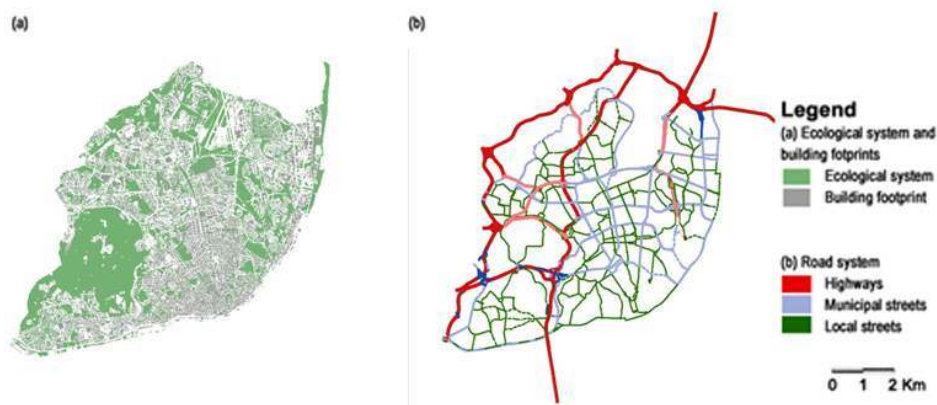 (a)
(b)
Legend
(a) Ecological system and
building fotprints
Ecological system
Building footprint
(b) Road system
Highways
Municipal streets
Local streets
0 1 2 Km